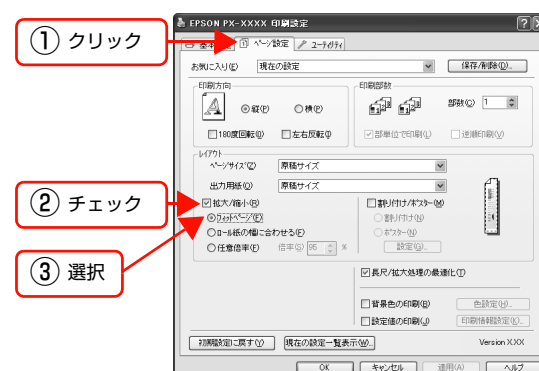 EPSON PX-XXXX 印刷設定
① クリック
基本設定 ページ設定 ユーティリティ
お気に入り(E) 現在の設定 保存/削除(D)...
印刷方向
縦(P) 横(P)
180度回転(O) 左右反転
印刷部数
部数(C) 1
部単位で印刷(L) 逆順印刷(V)
レイアウト
ページサイズ(Z) 原稿サイズ
出力用紙(O) 原稿サイズ
② チェック
拡大/縮小(R)
フィットページ(F)
ロール紙の幅に合わせる(E)
任意倍率(F) 倍率(S) 95 %
③ 選択
割り付け/ポスター(M)
割り付け(N)
ポスター(N)
設定(G)...
長尺/拡大処理の最適化(T)
背景色の印刷(B) 色設定(H)...
設定値の印刷(J) 印刷情報設定(K)...
初期設定に戻す(Y) 現在の設定一覧表示(W)... Version X.XX
OK キャンセル 適用(A) ヘルプ